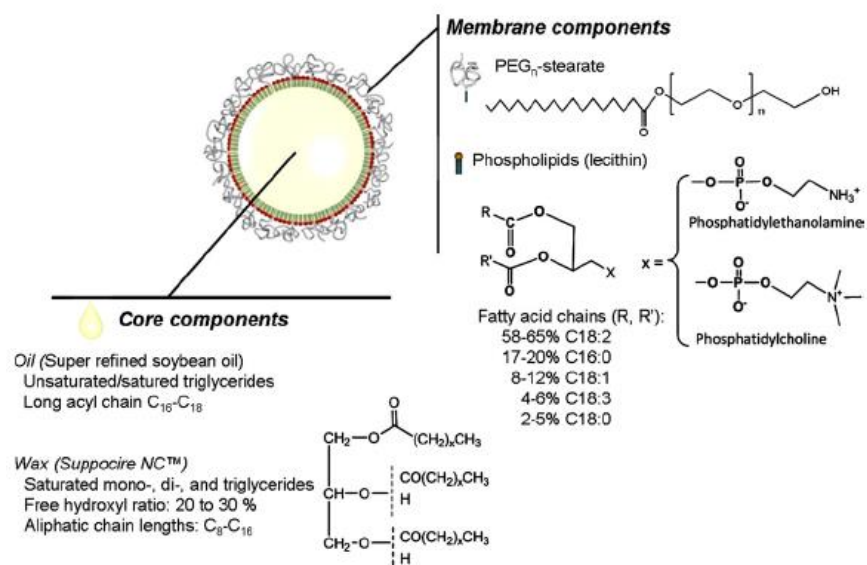 Membrane components
PEGn-stearate
O
O
O
n
OH
O
Phospholipids (lecithin)
R
O
O
R'
O
O
X
x =
O
O
P
O
O-
NH3+
Phosphatidylethanolamine
O
O
P
O
O-
N+
Phosphatidylcholine
Fatty acid chains (R, R'):
58-65% C18:2
17-20% C16:0
8-12% C18:1
4-6% C18:3
2-5% C18:0
Core components
Oil (Super refined soybean oil)
Unsaturated/satured triglycerides
Long acyl chain C16-C18
Wax (Suppocire NC™)
Saturated mono-, di-, and triglycerides
Free hydroxyl ratio: 20 to 30 %
Aliphatic chain lengths: C8-C16
O
CH2-O
(CH2)xCH3
CH-O
CO(CH2)xCH3
H
CH2-O
CO(CH2)xCH3
H